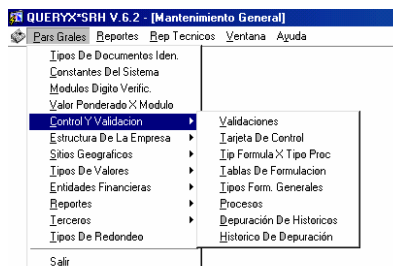 QUERYX*SRH V.6.2 - [Mantenimiento General]
Pars Grales Reportes Rep Tecnicos Ventana Ayuda
Tipos De Documentos Iden.
Constantes Del Sistema
Modulos Digito Verific.
Valor Ponderado X Modulo
Control Y Validacion
Estructura De La Empresa
Sitios Geograficos
Tipos De Valores
Entidades Financieras
Reportes
Terceros
Tipos De Redondeo
Salir
Validaciones
Tarjeta De Control
Tip Formula X Tipo Proc
Tablas De Formulacion
Tipos Form. Generales
Procesos
Depuración De Historicos
Historico De Depuración